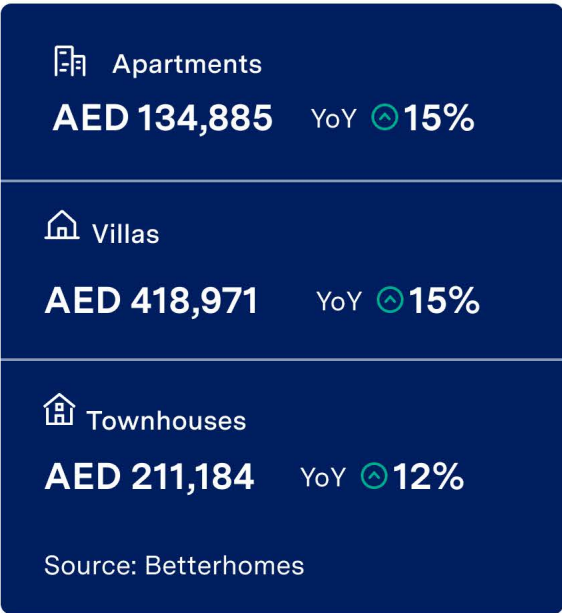 Apartments
AED 134,885 YoY 15%
Villas
AED 418,971 YoY 15%
Townhouses
AED 211,184 YoY 12%
Source: Betterhomes